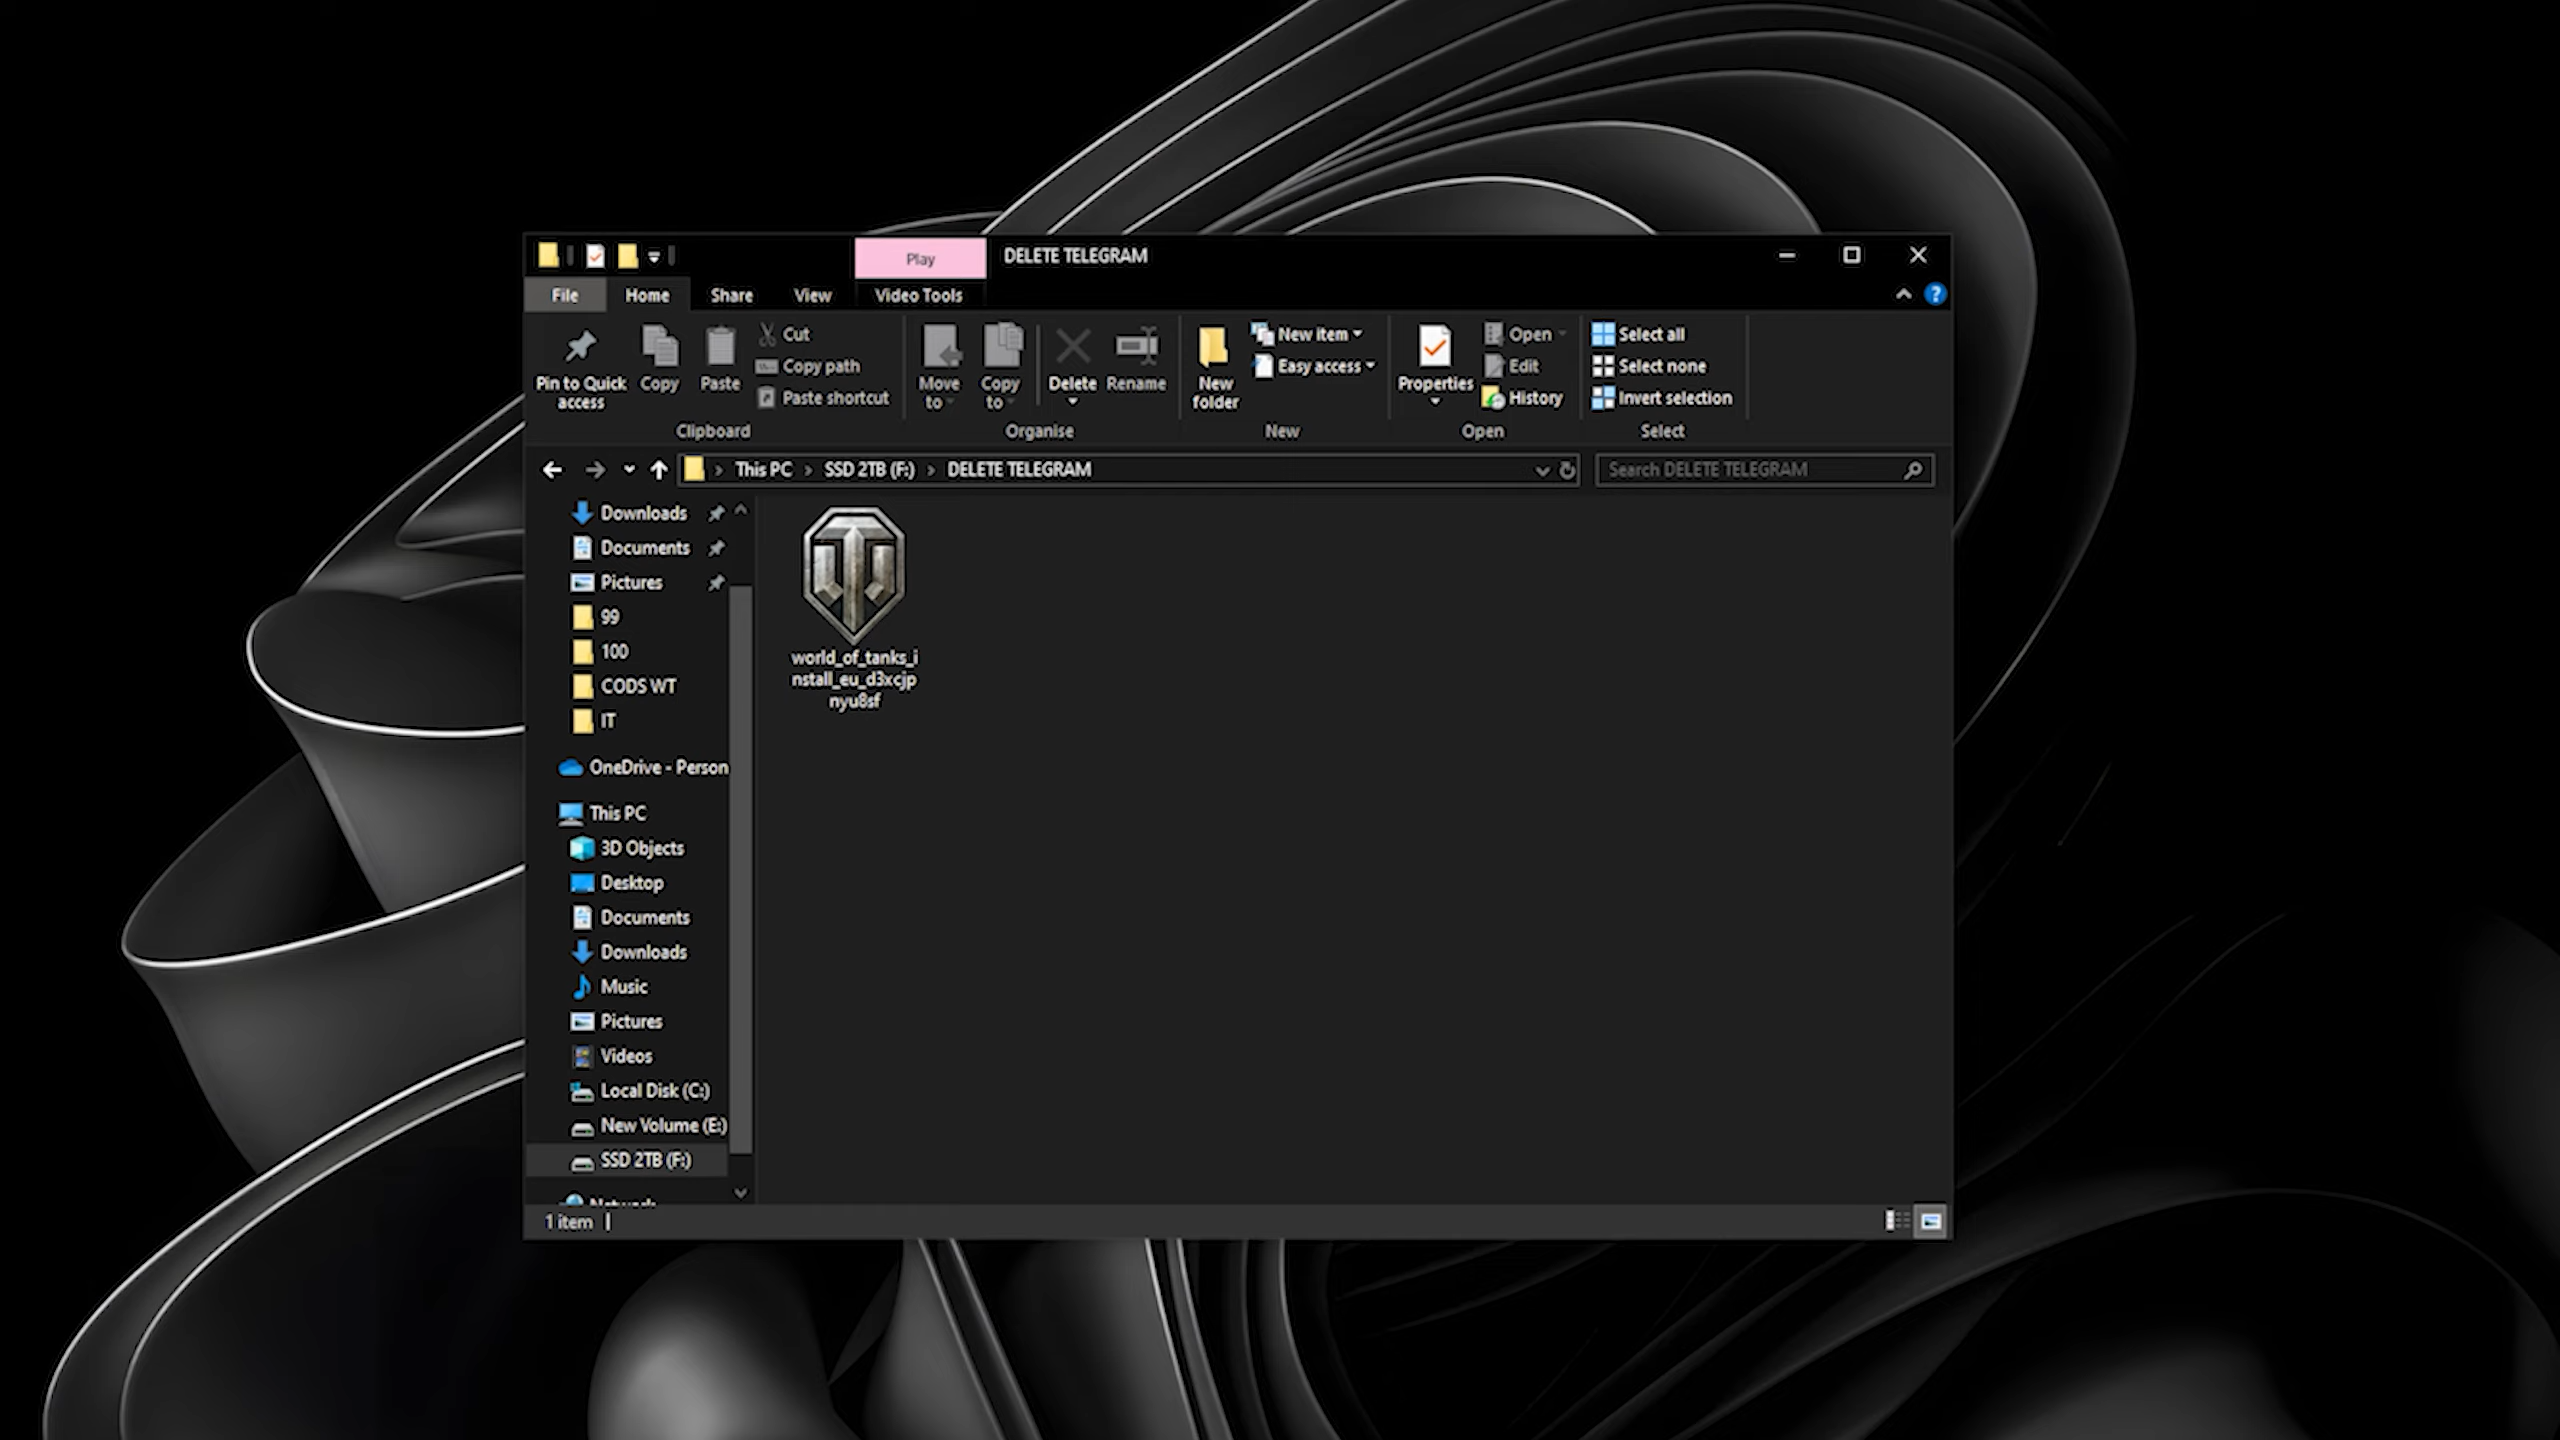 Play
DELETE TELEGRAM
File
Home
Share
View
Video Tools
Pin to Quick
access
Copy
Paste
Cut
Copy path
Paste shortcut
Clipboard
Move
to
Copy
to
Delete
Rename
Organise
New
folder
New item
Easy access
New
Properties
Open
Edit
History
Open
Select all
Select none
Invert selection
Select
This PC
SSD 2TB (F:)
DELETE TELEGRAM
Search DELETE TELEGRAM
Downloads
Documents
Pictures
99
100
CODS WT
IT
OneDrive - Person
This PC
3D Objects
Desktop
Documents
Downloads
Music
Pictures
Videos
Local Disk (C:)
New Volume (E:)
SSD 2TB (F:)
Network
world_of_tanks_i
nstall_eu_d3xcjp
nyu8sf
1 item